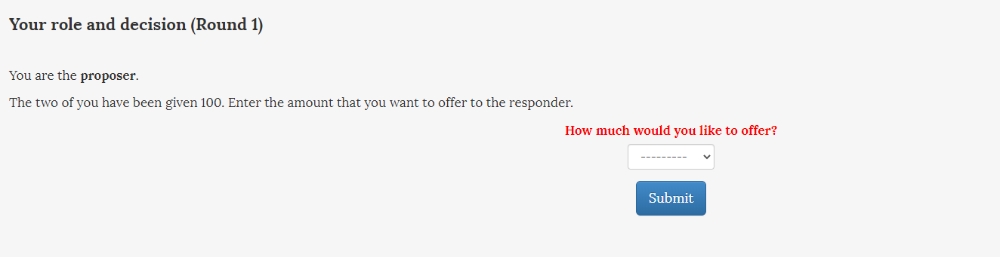 Your role and decision (Round 1)
You are the proposer.
The two of you have been given 100. Enter the amount that you want to offer to the responder.
How much would you like to offer?
---------
Submit